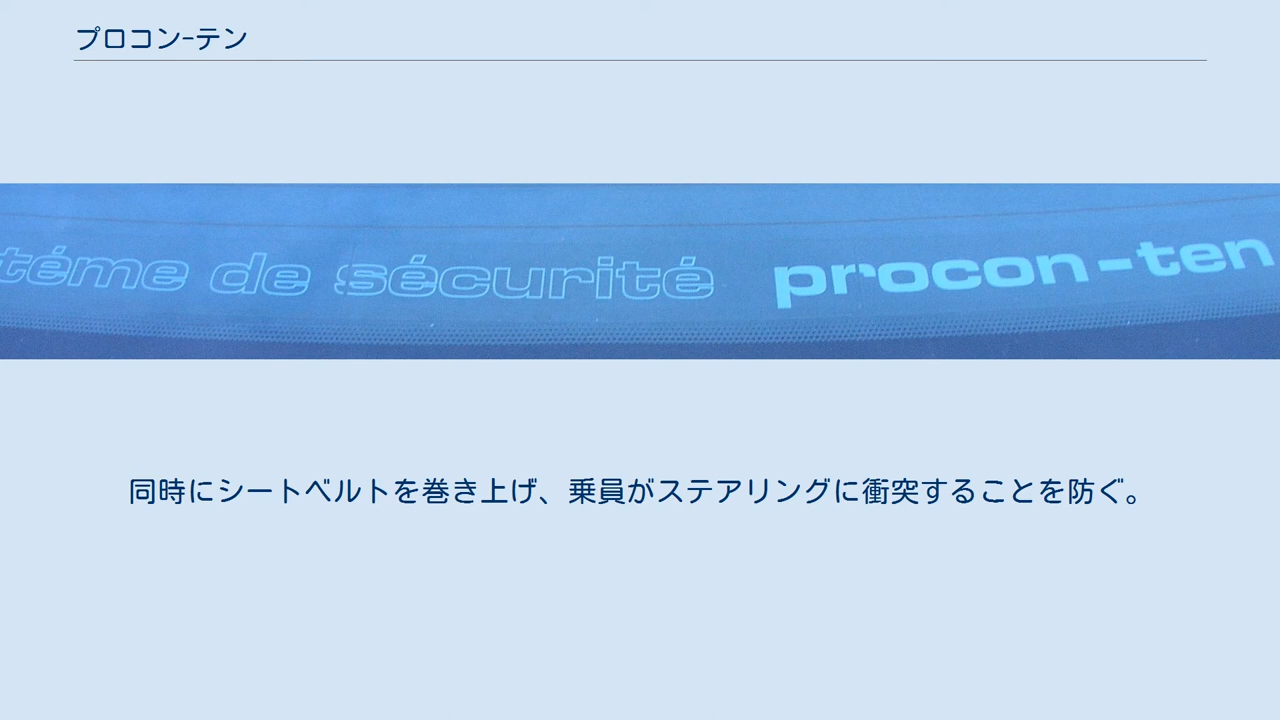 プロコン-テン
téme de sécurité procon-ten
同時にシートベルトを巻き上げ、乗員がステアリングに衝突することを防ぐ。